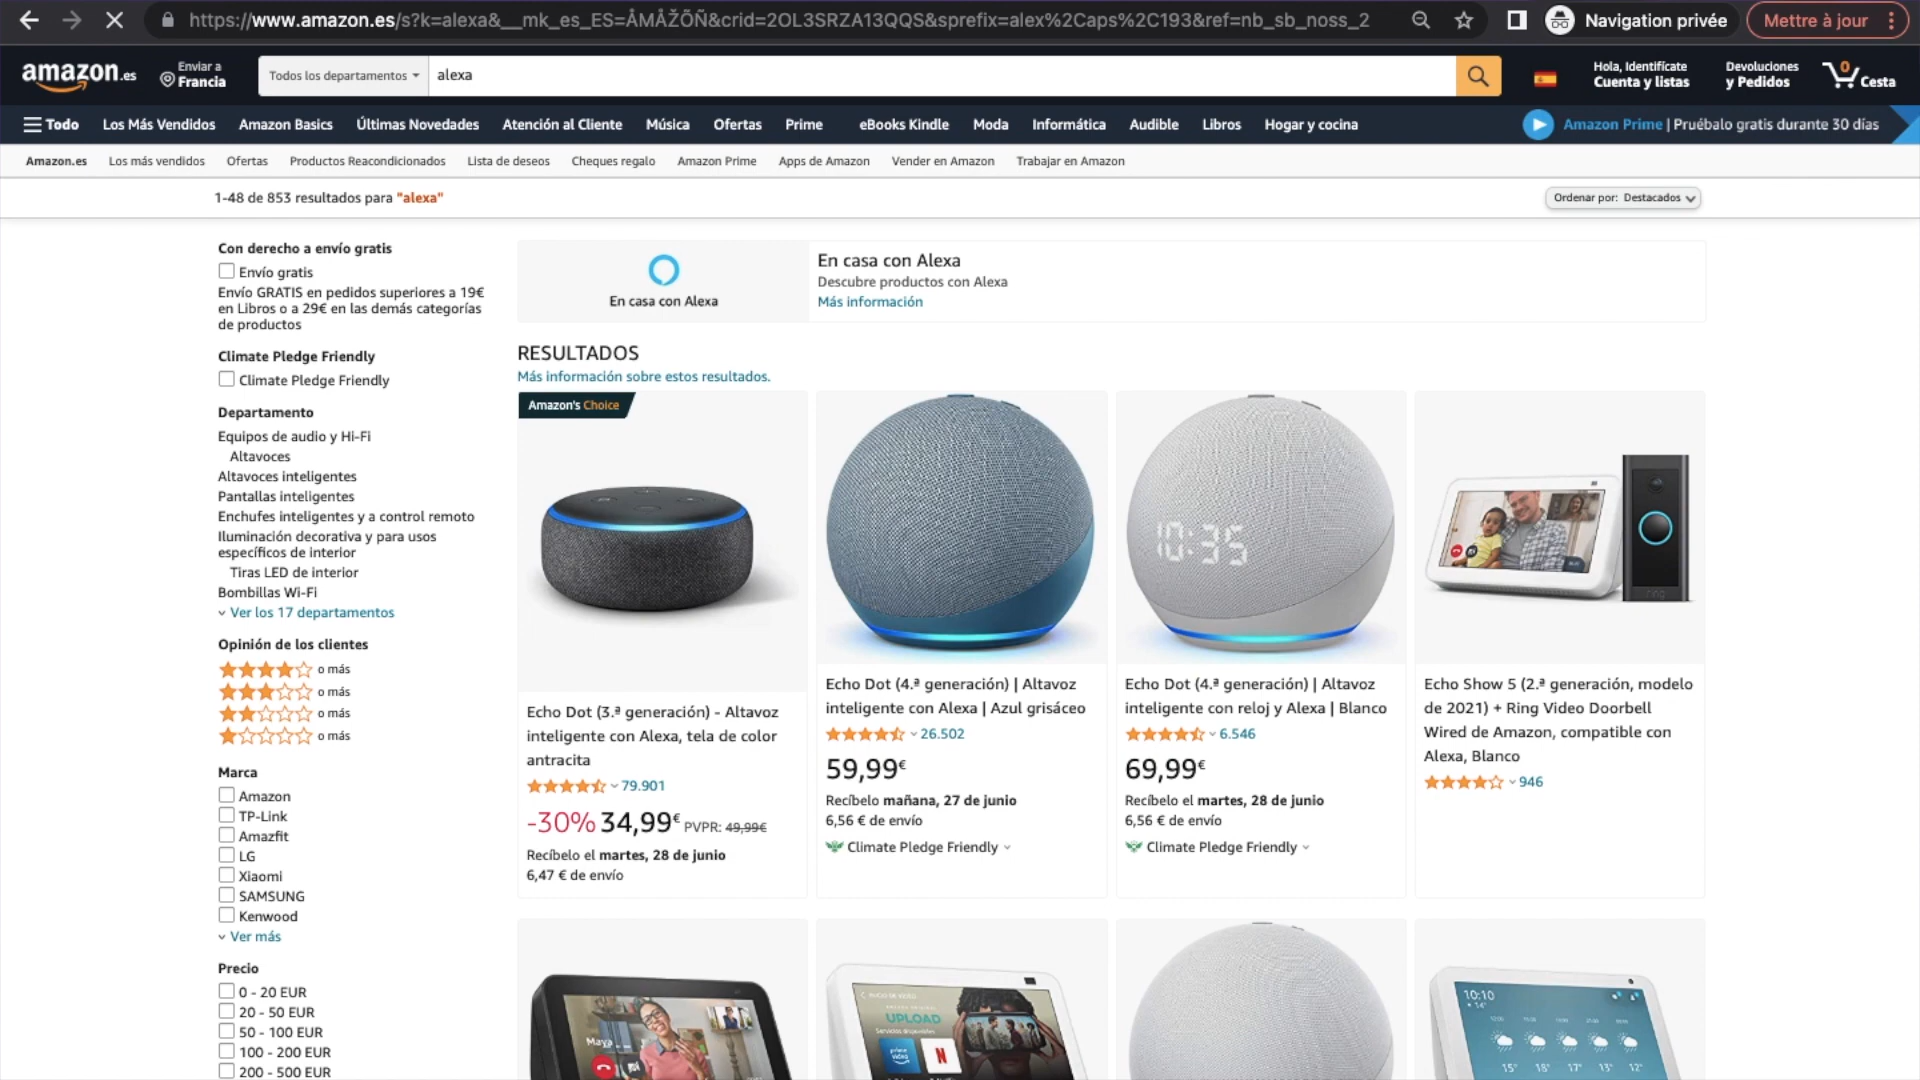 https://www.amazon.es/s?k=alexa&__mk_es_ES=ÅMÅŽÕÑ&crid=2OL3SRZA13QQS&sprefix=alex%2Caps%2C193&ref=nb_sb_noss_2
Navigation privée
Mettre à jour
amazon.es
Enviar a
Francia
Todos los departamentos
alexa
Hola, Identifícate
Cuenta y listas
Devoluciones
y Pedidos
0
Cesta
Todo
Los Más Vendidos
Amazon Basics
Últimas Novedades
Atención al Cliente
Música
Ofertas
Prime
eBooks Kindle
Moda
Informática
Audible
Libros
Hogar y cocina
Amazon Prime | Pruébalo gratis durante 30 días
Amazon.es
Los más vendidos
Ofertas
Productos Reacondicionados
Lista de deseos
Cheques regalo
Amazon Prime
Apps de Amazon
Vender en Amazon
Trabajar en Amazon
1-48 de 853 resultados para "alexa"
Ordenar por: Destacados
Con derecho a envío gratis
Envío gratis
Envío GRATIS en pedidos superiores a 19€
en Libros o a 29€ en las demás categorías
de productos
Climate Pledge Friendly
Climate Pledge Friendly
Departamento
Equipos de audio y Hi-Fi
Altavoces
Altavoces inteligentes
Pantallas inteligentes
Enchufes inteligentes y a control remoto
Iluminación decorativa y para usos
específicos de interior
Tiras LED de interior
Bombillas Wi-Fi
Ver los 17 departamentos
Opinión de los clientes
o más
o más
o más
o más
Marca
Amazon
TP-Link
Amazfit
LG
Xiaomi
SAMSUNG
Kenwood
Ver más
Precio
0 - 20 EUR
20 - 50 EUR
50 - 100 EUR
100 - 200 EUR
200 - 500 EUR
En casa con Alexa
En casa con Alexa
Descubre productos con Alexa
Más información
RESULTADOS
Más información sobre estos resultados.
Amazon's Choice
Echo Dot (3.ª generación) - Altavoz
inteligente con Alexa, tela de color
antracita
79.901
-30% 34,99€ PVPR: 49,99€
Recíbelo el martes, 28 de junio
6,47 € de envío
Echo Dot (4.ª generación) | Altavoz
inteligente con Alexa | Azul grisáceo
26.502
59,99€
Recíbelo mañana, 27 de junio
6,56 € de envío
Climate Pledge Friendly
10:35
Echo Dot (4.ª generación) | Altavoz
inteligente con reloj y Alexa | Blanco
6.546
69,99€
Recíbelo el martes, 28 de junio
6,56 € de envío
Climate Pledge Friendly
ring
Echo Show 5 (2.ª generación, modelo
de 2021) + Ring Video Doorbell
Wired de Amazon, compatible con
Alexa, Blanco
946
Maya
UPLOAD
prime
video
N
10:10
15° 18° 17° 13° 12°